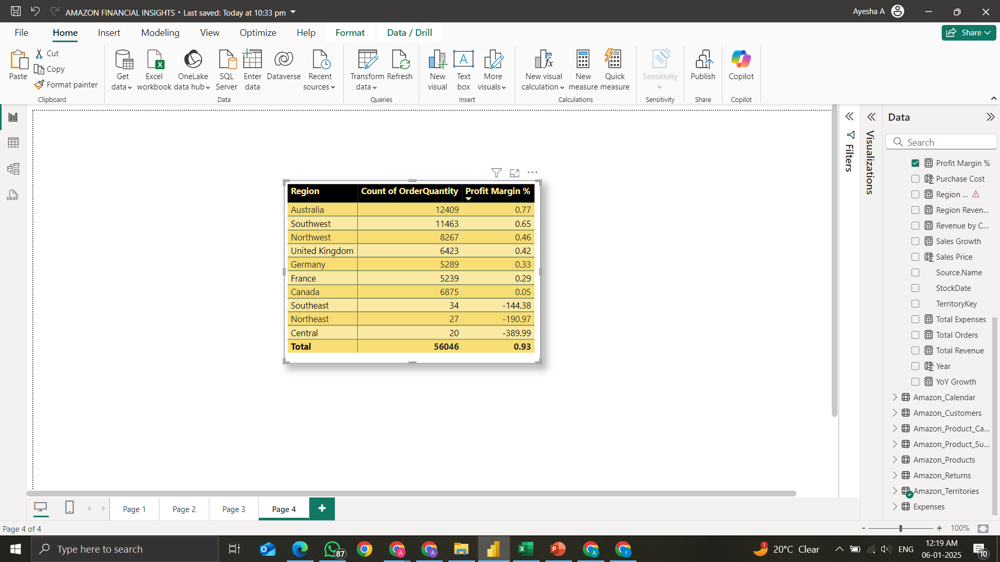 AMAZON FINANCIAL INSIGHTS • Last saved: Today at 10:33 pm
Ayesha A
File Home Insert Modeling View Optimize Help Format Data / Drill
Share
Paste
Cut
Copy
Format painter
Clipboard
Get data
Excel workbook
OneLake data hub
SQL Server
Enter data
Dataverse
Recent sources
Data
Transform data
Refresh
Queries
New visual
Text box
More visuals
Insert
New visual calculation
New measure
Quick measure
Calculations
Sensitivity
Sensitivity
Publish
Share
Copilot
Copilot
DAX
Filters
Visualizations
Data
Search
Profit Margin %
Purchase Cost
Region ...
Region Reven...
Revenue by C...
Sales Growth
Sales Price
Source.Name
StockDate
TerritoryKey
Total Expenses
Total Orders
Total Revenue
Year
YoY Growth
Amazon_Calendar
Amazon_Customers
Amazon_Product_Ca...
Amazon_Product_Su...
Amazon_Products
Amazon_Returns
Amazon_Territories
Expenses
Region Count of OrderQuantity Profit Margin %
Australia 12409 0.77
Southwest 11463 0.65
Northwest 8267 0.46
United Kingdom 6423 0.42
Germany 5289 0.33
France 5239 0.29
Canada 6875 0.05
Southeast 34 -144.38
Northeast 27 -190.97
Central 20 -389.99
Total 56046 0.93
Page 1 Page 2 Page 3 Page 4 +
Page 4 of 4
- + 100%
Type here to search
87
1
20°C Clear
ENG
12:19 AM
06-01-2025
10